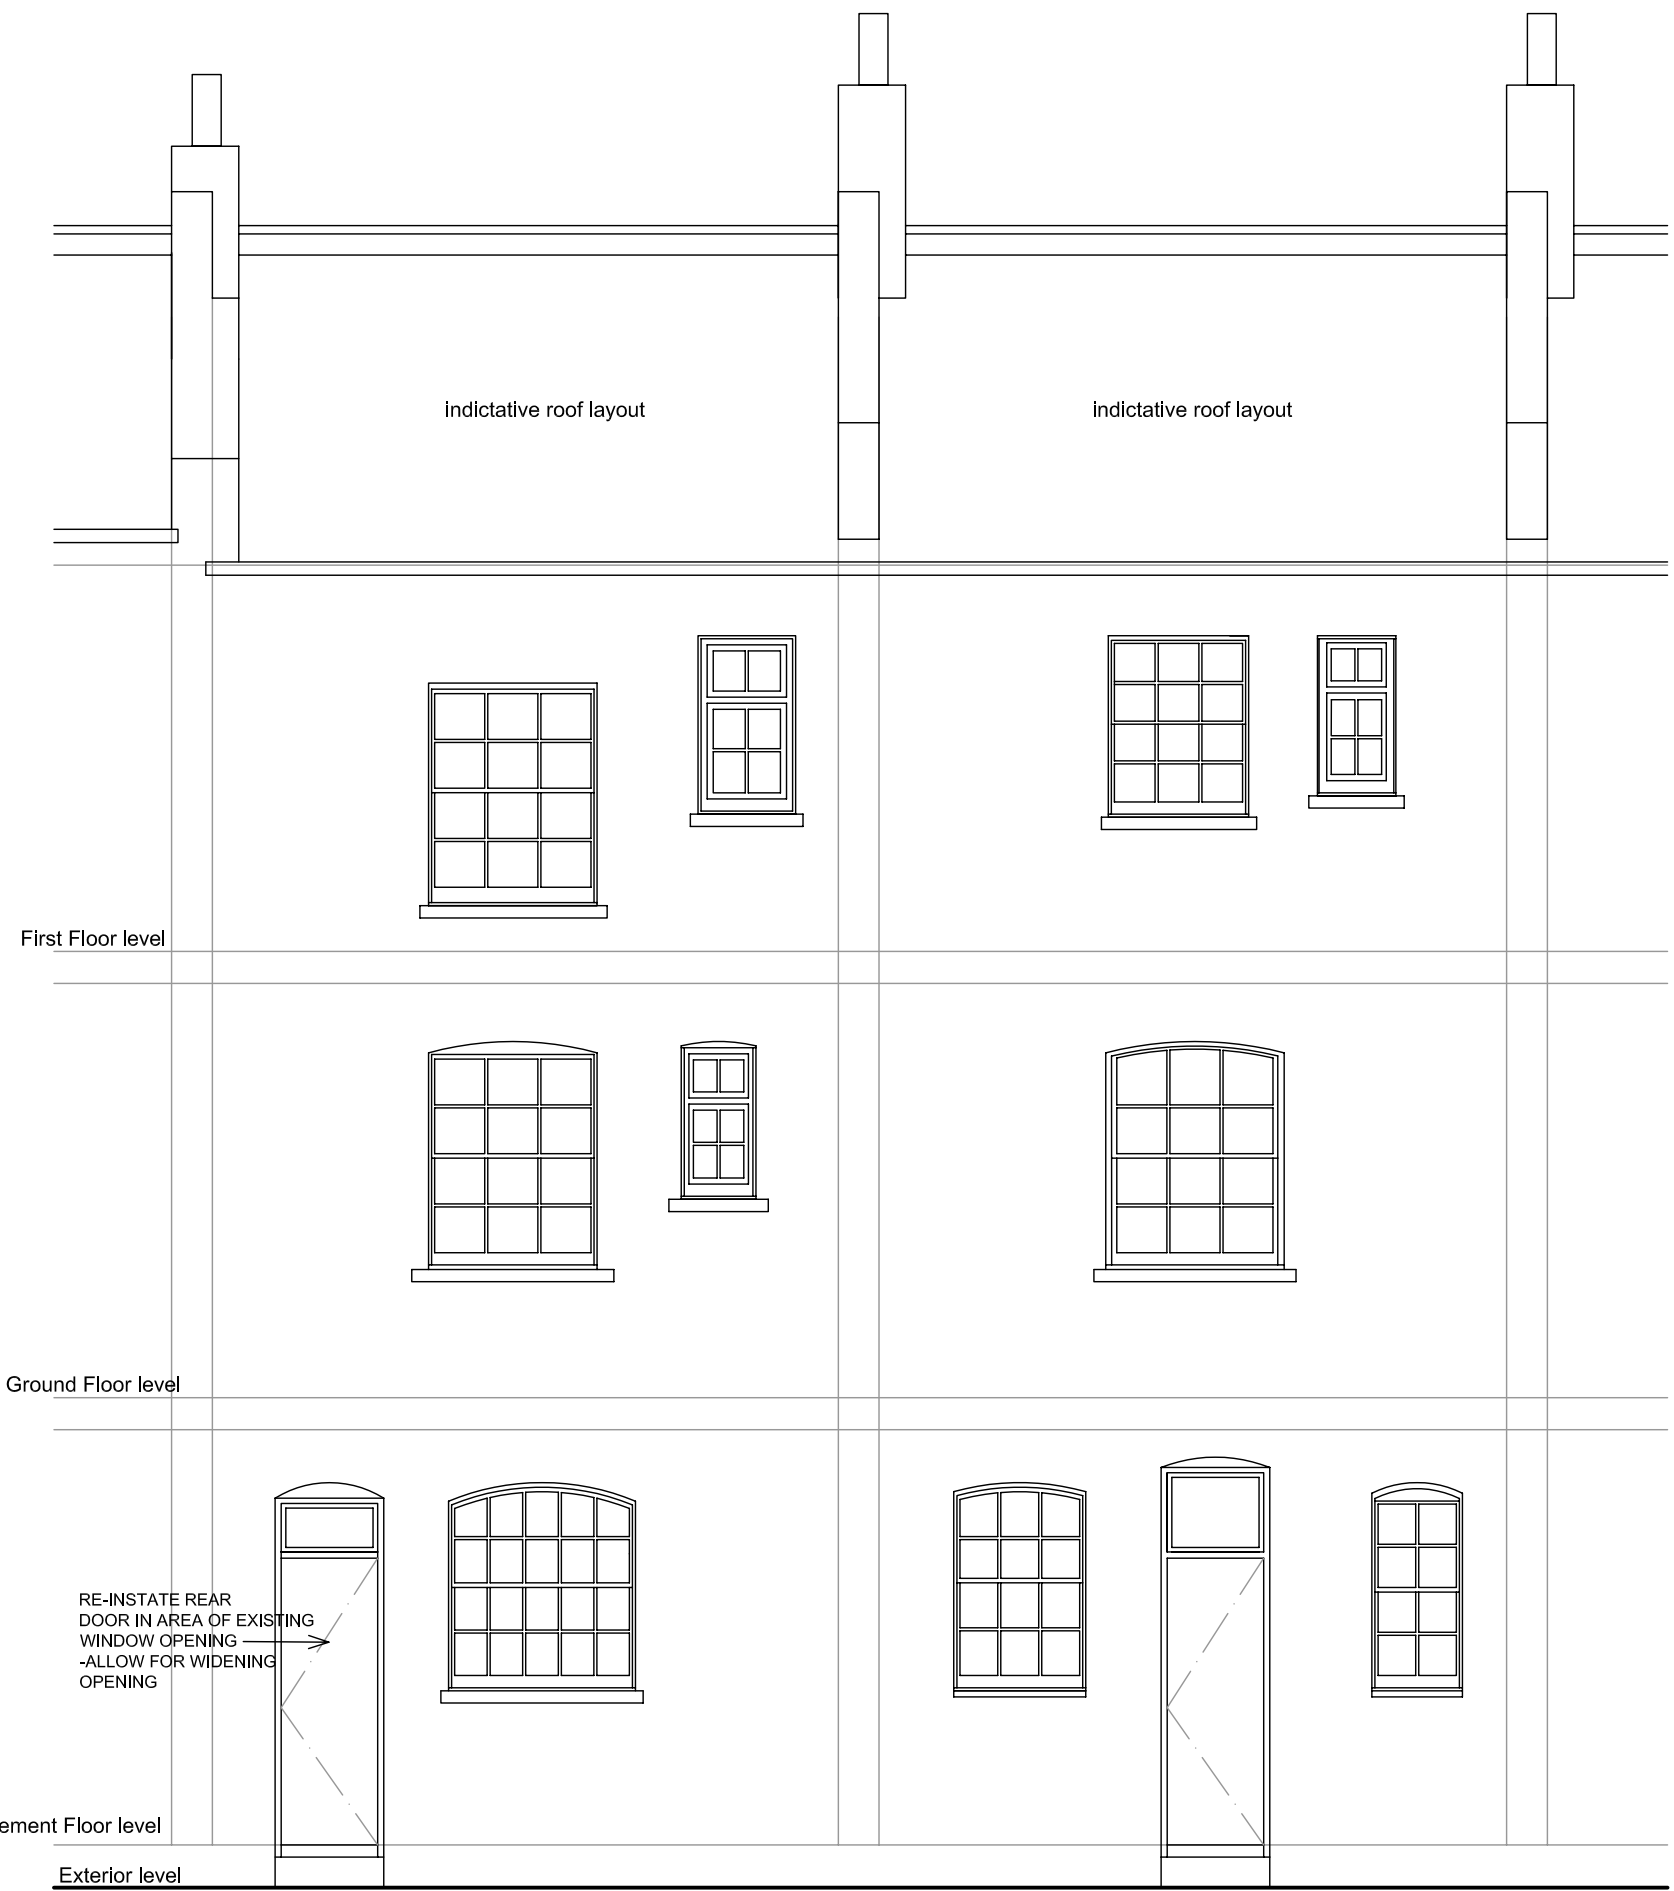 indictative roof layout
indictative roof layout
First Floor level
Ground Floor level
RE-INSTATE REAR
DOOR IN AREA OF EXISTING
WINDOW OPENING
-ALLOW FOR WIDENING
OPENING
ement Floor level
Exterior level